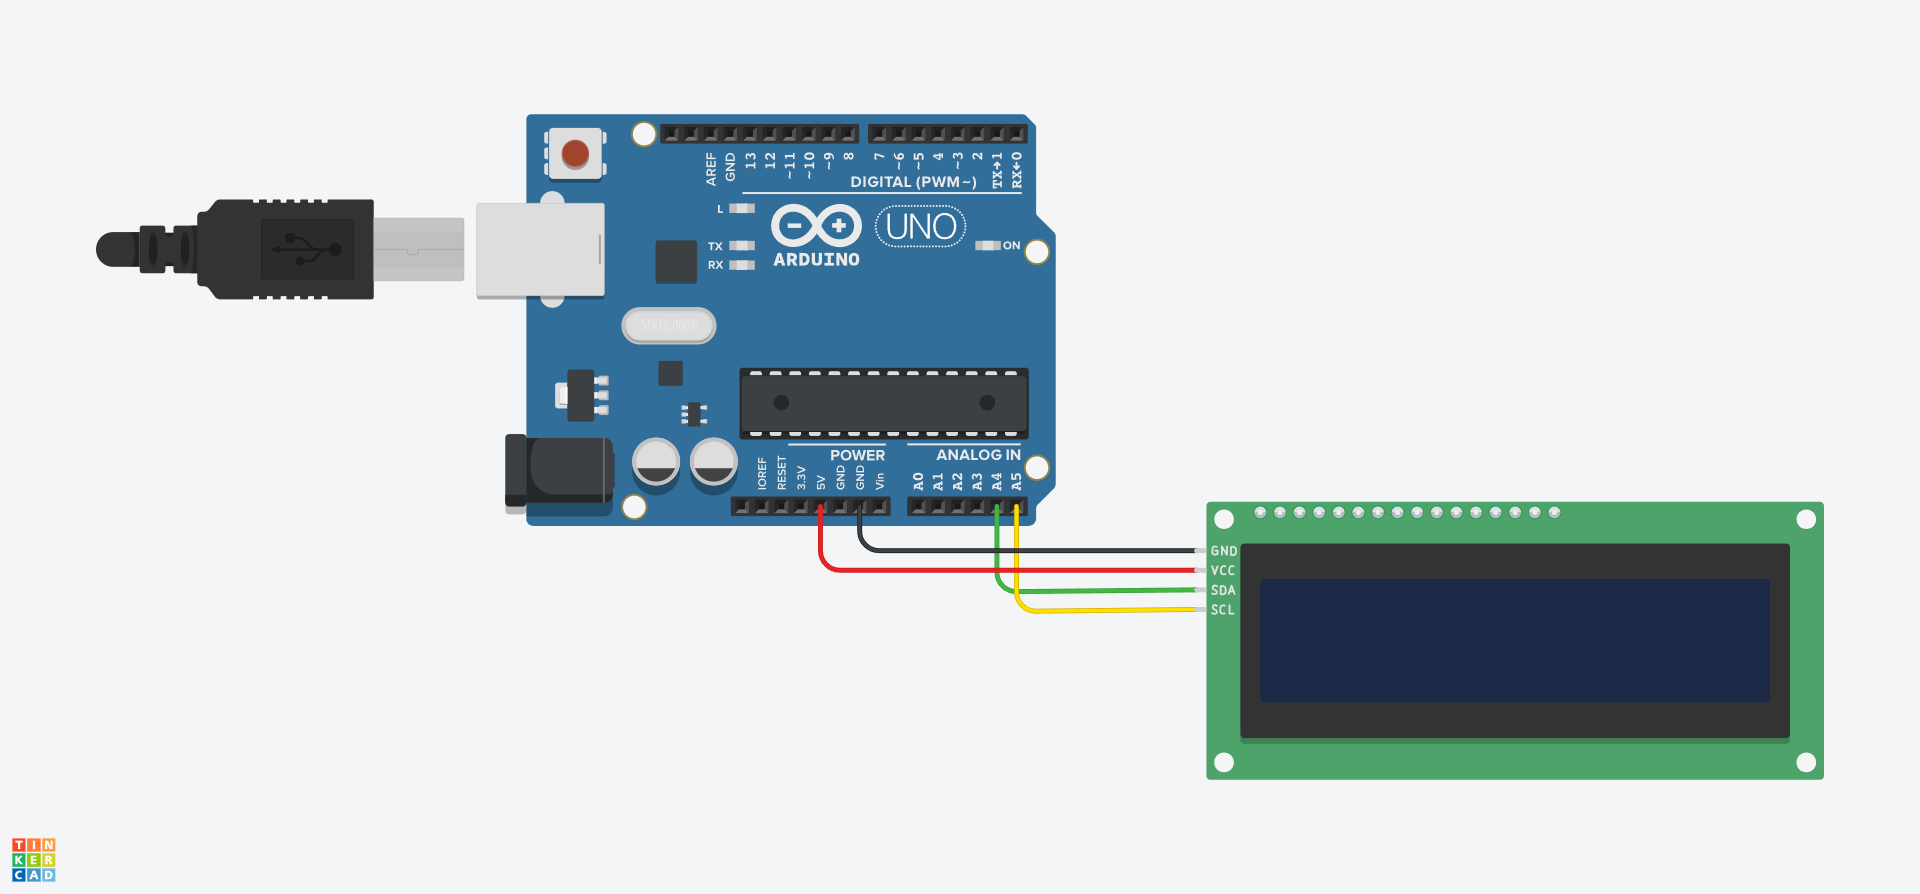 AREF
GND
13
12
~11
~10
~9
8
7
~6
~5
4
~3
2
TX→1
RX←0
DIGITAL (PWM~)
L
TX
RX
ARDUINO
UNO
ON
POWER
ANALOG IN
IOREF
RESET
3.3V
5V
GND
GND
Vin
A0
A1
A2
A3
A4
A5
GND
VCC
SDA
SCL
TIN
KER
CAD